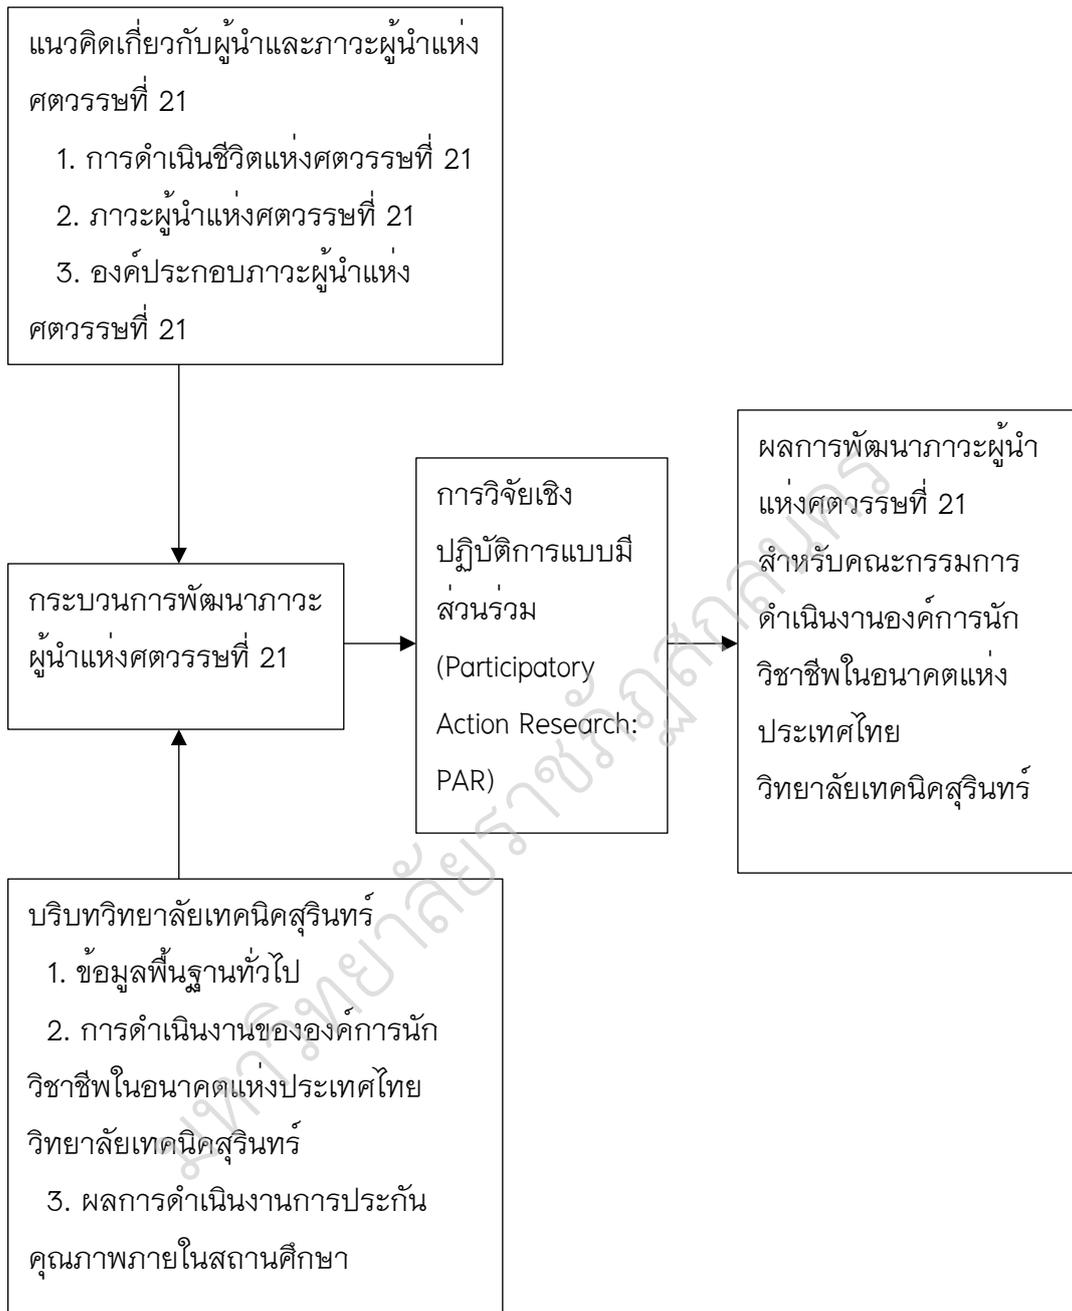 แนวคิดเกี่ยวกับผู้นำและภาวะผู้นำแห่ง
ศตวรรษที่ 21
1. การดำเนินชีวิตแห่งศตวรรษที่ 21
2. ภาวะผู้นำแห่งศตวรรษที่ 21
3. องค์ประกอบภาวะผู้นำแห่ง
ศตวรรษที่ 21
กระบวนการพัฒนาภาวะ
ผู้นำแห่งศตวรรษที่ 21
การวิจัยเชิง
ปฏิบัติการแบบมี
ส่วนร่วม
(Participatory
Action Research:
PAR)
ผลการพัฒนาภาวะผู้นำ
แห่งศตวรรษที่ 21
สำหรับคณะกรรมการ
ดำเนินงานองค์การนัก
วิชาชีพในอนาคตแห่ง
ประเทศไทย
วิทยาลัยเทคนิคสุรินทร์
บริบทวิทยาลัยเทคนิคสุรินทร์
1. ข้อมูลพื้นฐานทั่วไป
2. การดำเนินงานขององค์การนัก
วิชาชีพในอนาคตแห่งประเทศไทย
วิทยาลัยเทคนิคสุรินทร์
3. ผลการดำเนินงานการประกัน
คุณภาพภายในสถานศึกษา
มหาวิทยาลัยราชภัฏสกลนคร